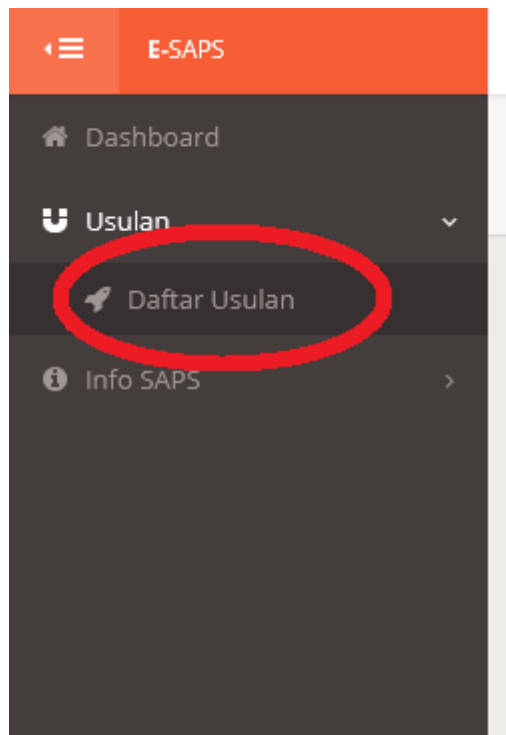 E-SAPS
Dashboard
Usulan
Daftar Usulan
Info SAPS